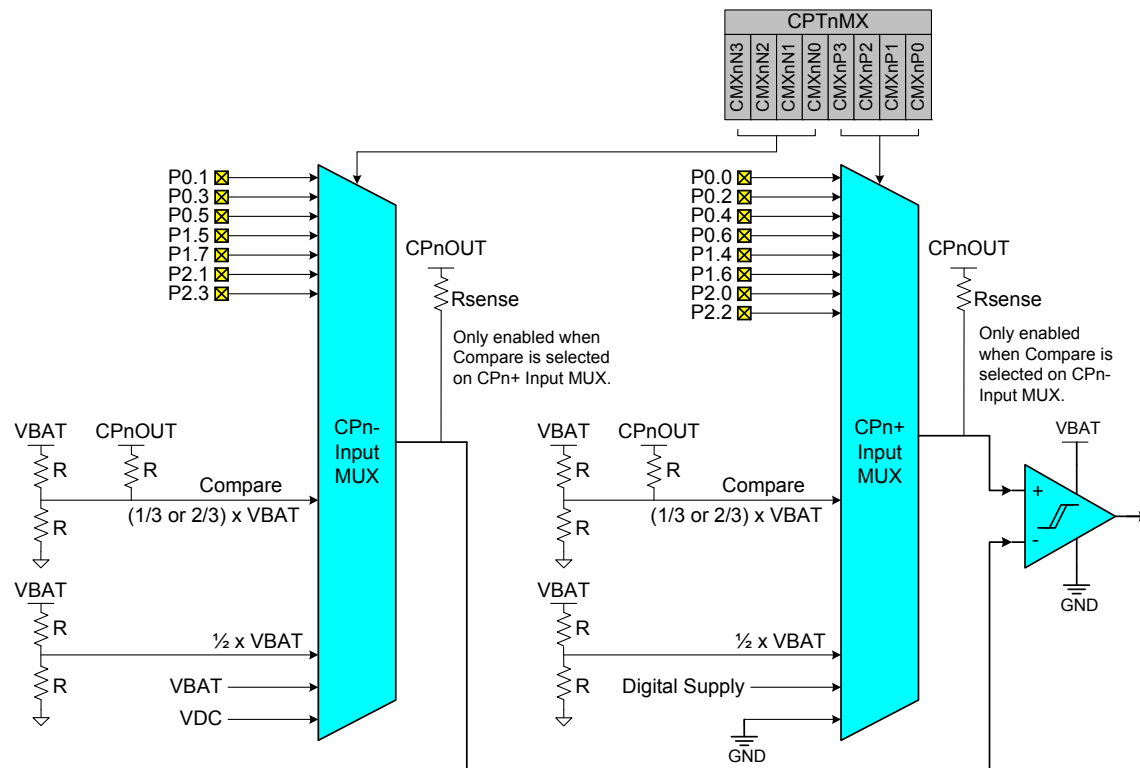 CPTnMX
CMXnN3
CMXnN2
CMXnN1
CMXnN0
CMXnP3
CMXnP2
CMXnP1
CMXnP0
P0.1
P0.3
P0.5
P1.5
P1.7
P2.1
P2.3
CPnOUT
Rsense
Only enabled when
Compare is selected
on CPn+ Input MUX.
VBAT
CPnOUT
R
R
R
Compare
(1/3 or 2/3) x VBAT
VBAT
R
R
½ x VBAT
VBAT
VDC
CPn-
Input
MUX
P0.0
P0.2
P0.4
P0.6
P1.4
P1.6
P2.0
P2.2
CPnOUT
Rsense
Only enabled
when Compare is
selected on CPn-
Input MUX.
VBAT
CPnOUT
R
R
R
Compare
(1/3 or 2/3) x VBAT
VBAT
R
R
½ x VBAT
Digital Supply
GND
CPn+
Input
MUX
VBAT
+
-
GND